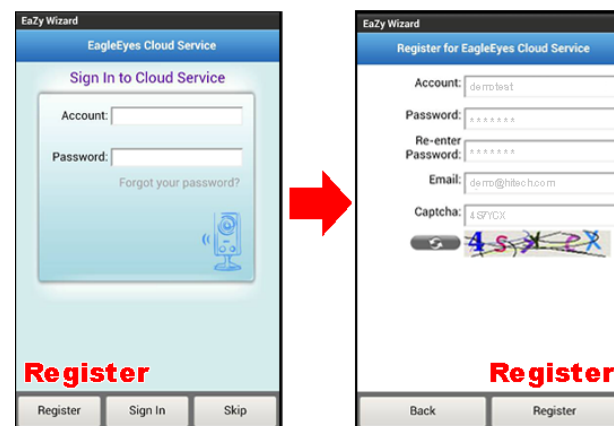 EaZy Wizard
EagleEyes Cloud Service
Sign In to Cloud Service
Account:
Password:
Forgot your password?
Register
Register
Sign In
Skip
EaZy Wizard
Register for EagleEyes Cloud Service
Account: demotest
Password: *******
Re-enter
Password: *******
Email: demo@hitech.com
Captcha:
Register
Back
Register